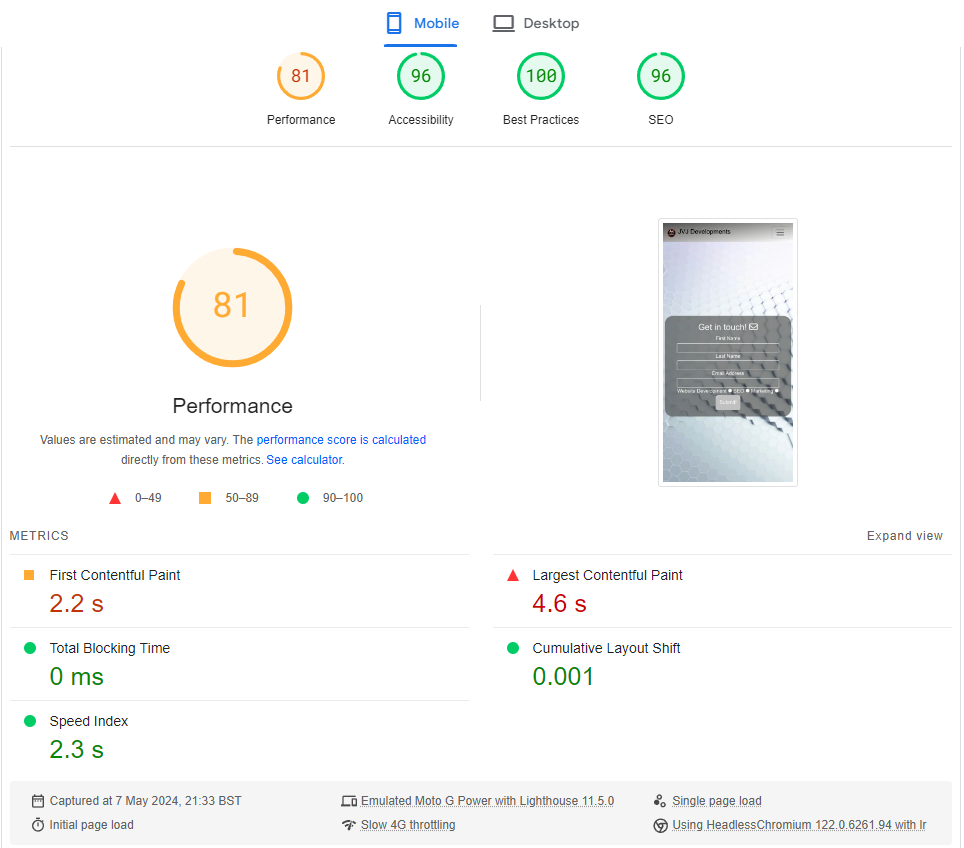 Mobile Desktop
81 96 100 96
Performance Accessibility Best Practices SEO
JVJ Developments
Get in touch!
First Name
Last Name
Email Address
Website Development SEO Marketing
Submit
81
Performance
Values are estimated and may vary. The performance score is calculated
directly from these metrics. See calculator.
0–49 50–89 90–100
METRICS Expand view
First Contentful Paint Largest Contentful Paint
2.2 s 4.6 s
Total Blocking Time Cumulative Layout Shift
0 ms 0.001
Speed Index
2.3 s
Captured at 7 May 2024, 21:33 BST Emulated Moto G Power with Lighthouse 11.5.0 Single page load
Initial page load Slow 4G throttling Using HeadlessChromium 122.0.6261.94 with lr